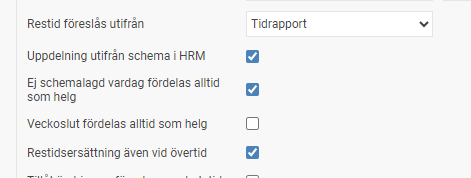 Restid föreslås utifrån
Tidrapport
Uppdelning utifrån schema i HRM
Ej schemalagd vardag fördelas alltid
som helg
Veckoslut fördelas alltid som helg
Restidsersättning även vid övertid